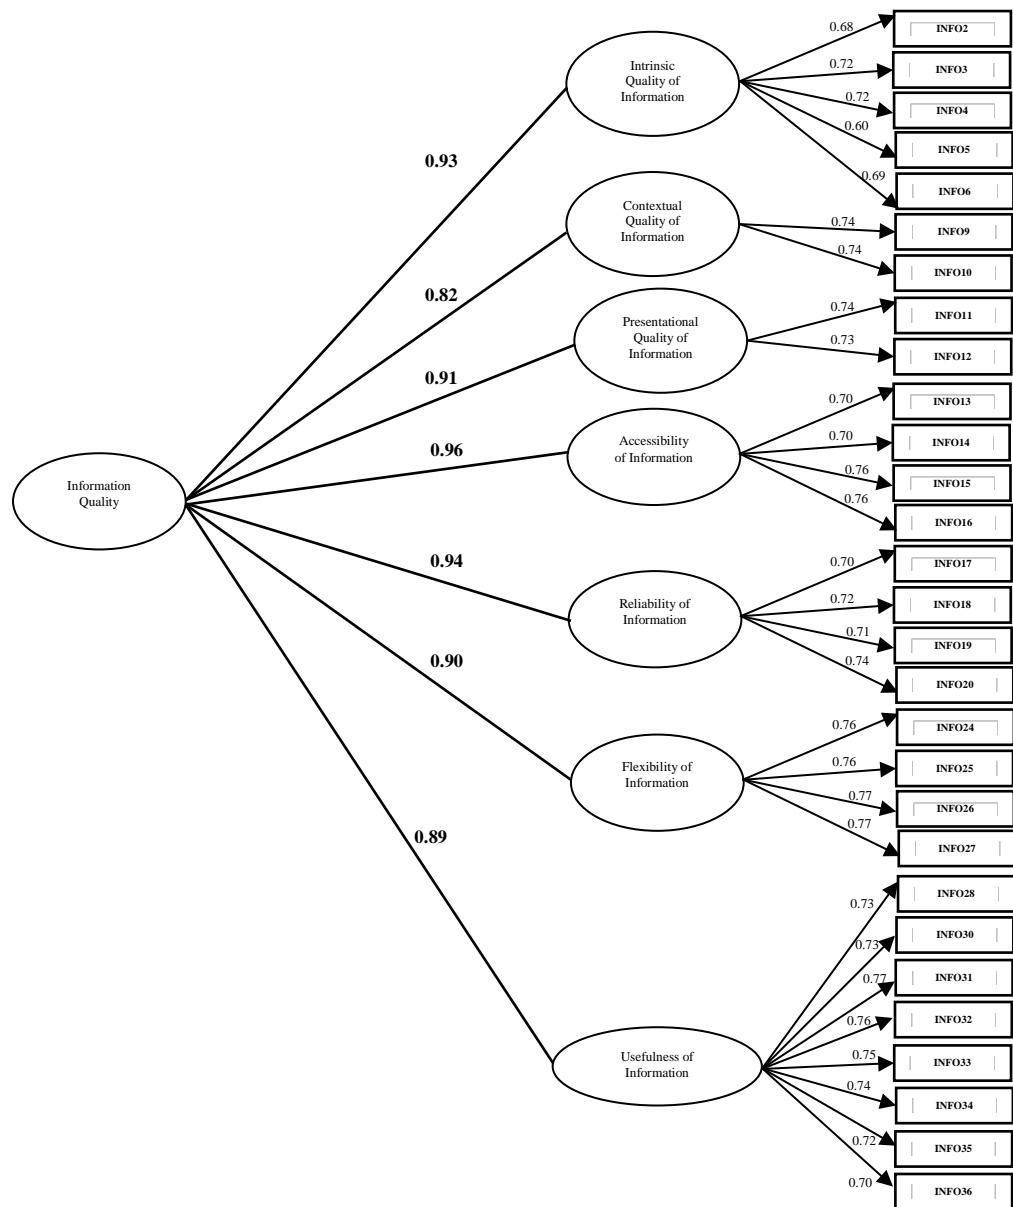 0.68
INFO2
Intrinsic
Quality of
Information
0.72
INFO3
0.72
INFO4
0.60
INFO5
0.69
INFO6
0.93
Contextual
Quality of
Information
0.74
INFO9
0.74
INFO10
0.82
Presentational
Quality of
Information
0.74
INFO11
0.73
INFO12
0.91
Accessibility
of Information
0.70
INFO13
0.70
INFO14
0.76
INFO15
0.76
INFO16
0.96
Information
Quality
0.94
Reliability of
Information
0.70
INFO17
0.72
INFO18
0.71
INFO19
0.74
INFO20
0.90
Flexibility of
Information
0.76
INFO24
0.76
INFO25
0.77
INFO26
0.77
INFO27
0.89
Usefulness of
Information
0.73
INFO28
0.73
INFO30
0.77
INFO31
0.76
INFO32
0.75
INFO33
0.74
INFO34
0.72
INFO35
0.70
INFO36